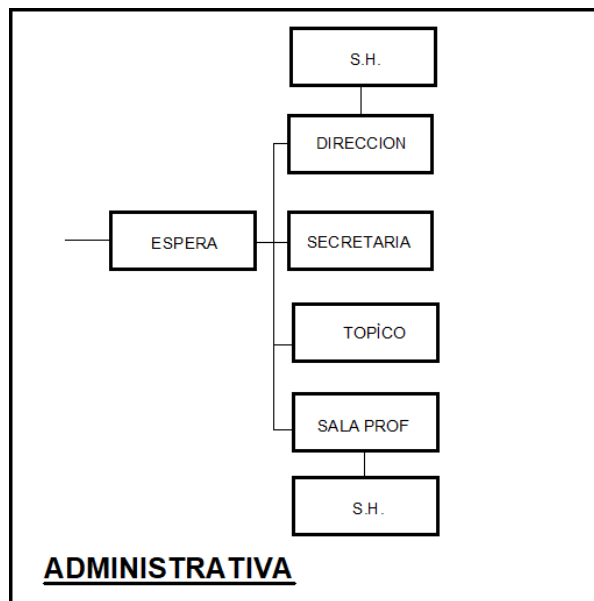 S.H.
DIRECCION
ESPERA
SECRETARIA
TOPİCO
SALA PROF
S.H.
ADMINISTRATIVA